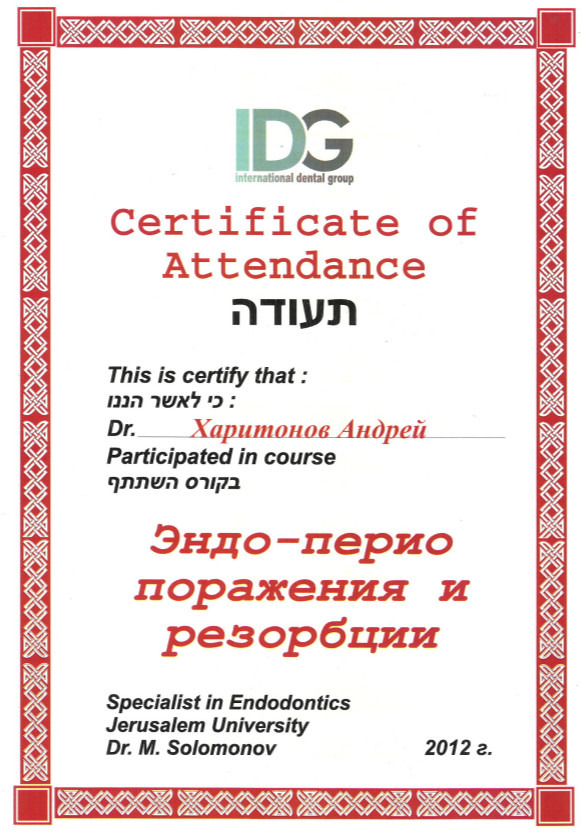 IDG
international dental group
Certificate of
Attendance
תעודה
This is certify that :
כי לאשר הננו :
Dr. Харитонов Андрей
Participated in course
בקורס השתתף
Эндо-перио
поражения и
резорбции
Specialist in Endodontics
Jerusalem University
Dr. M. Solomonov 2012 г.